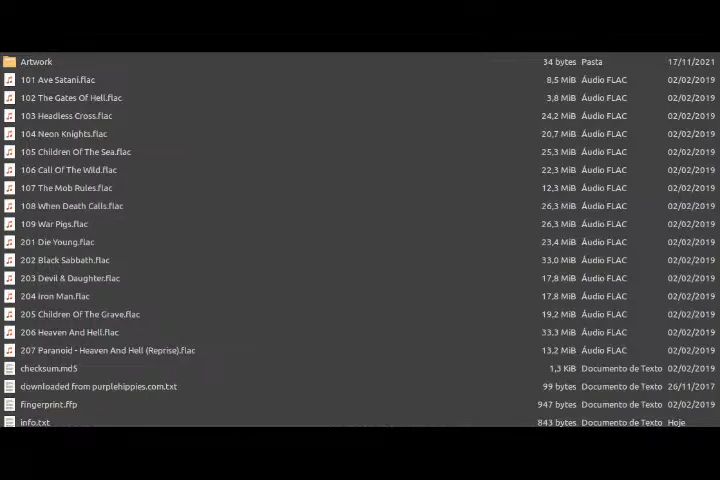 Artwork 34 bytes Pasta 17/11/2021
101 Ave Satani.flac 8,5 MiB Áudio FLAC 02/02/2019
102 The Gates Of Hell.flac 3,8 MiB Áudio FLAC 02/02/2019
103 Headless Cross.flac 24,2 MiB Áudio FLAC 02/02/2019
104 Neon Knights.flac 20,7 MiB Áudio FLAC 02/02/2019
105 Children Of The Sea.flac 25,3 MiB Áudio FLAC 02/02/2019
106 Call Of The Wild.flac 22,3 MiB Áudio FLAC 02/02/2019
107 The Mob Rules.flac 12,3 MiB Áudio FLAC 02/02/2019
108 When Death Calls.flac 26,3 MiB Áudio FLAC 02/02/2019
109 War Pigs.flac 26,3 MiB Áudio FLAC 02/02/2019
201 Die Young.flac 23,4 MiB Áudio FLAC 02/02/2019
202 Black Sabbath.flac 33,0 MiB Áudio FLAC 02/02/2019
203 Devil & Daughter.flac 17,8 MiB Áudio FLAC 02/02/2019
204 Iron Man.flac 17,8 MiB Áudio FLAC 02/02/2019
205 Children Of The Grave.flac 19,2 MiB Áudio FLAC 02/02/2019
206 Heaven And Hell.flac 33,3 MiB Áudio FLAC 02/02/2019
207 Paranoid - Heaven And Hell (Reprise).flac 13,2 MiB Áudio FLAC 02/02/2019
checksum.md5 1,3 KiB Documento de Texto 02/02/2019
downloaded from purplehippies.com.txt 99 bytes Documento de Texto 26/11/2017
fingerprint.ffp 947 bytes Documento de Texto 02/02/2019
info.txt 843 bytes Documento de Texto Hoje